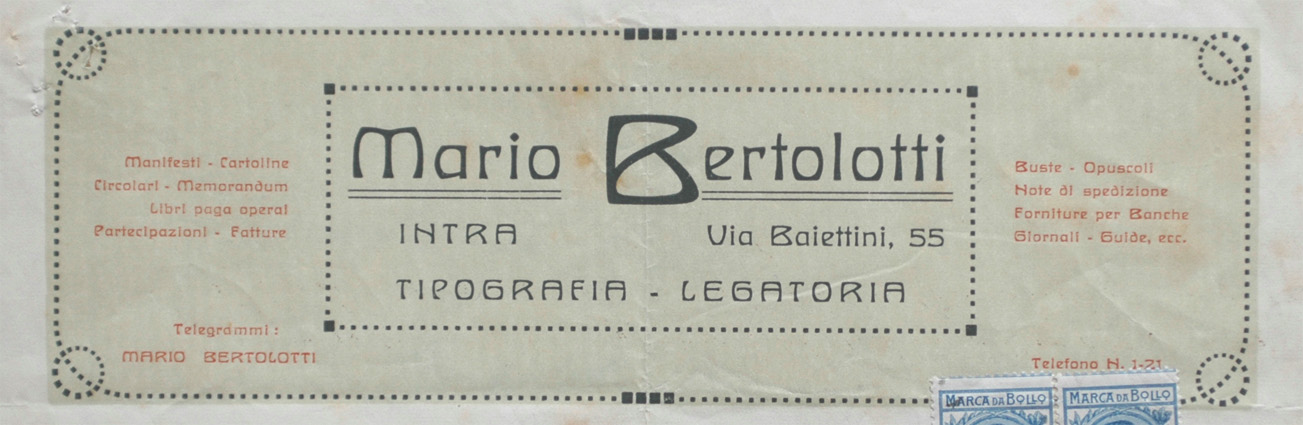 Manifesti - Cartoline
Circolari - Memorandum
Libri paga operai
Partecipazioni - Fatture
Telegrammi:
MARIO BERTOLOTTI
Mario Bertolotti
INTRA Via Baiettini, 55
TIPOGRAFIA - LEGATORIA
Buste - Opuscoli
Note di spedizione
Forniture per Banche
Giornali - Guide, ecc.
Telefono N. 1-21
MARCA DA BOLLO MARCA DA BOLLO